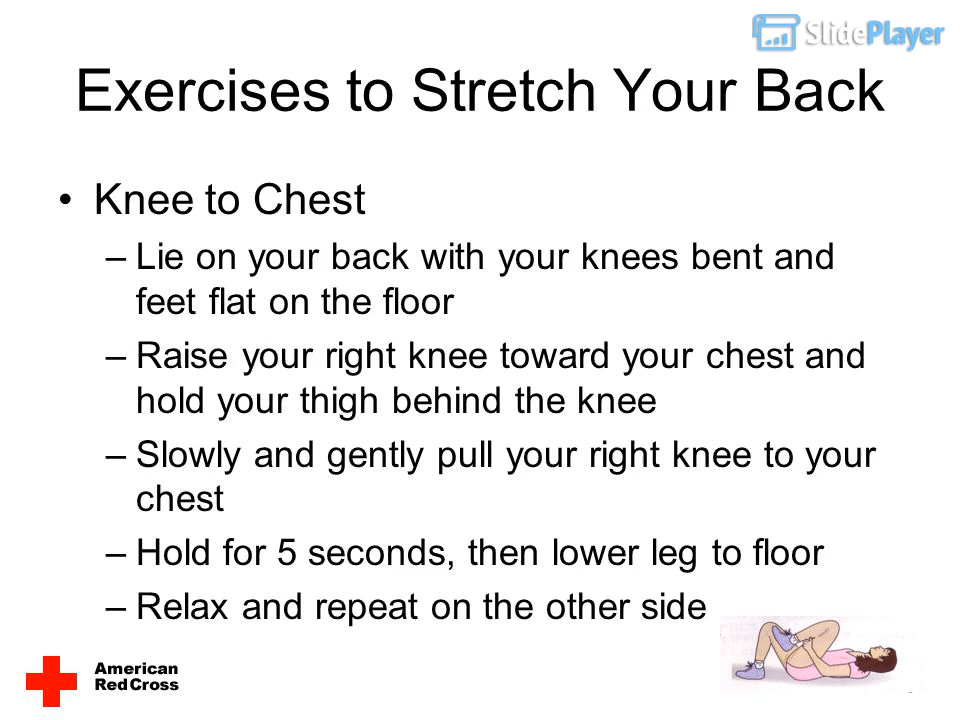 SlidePlayer
Exercises to Stretch Your Back
• Knee to Chest
– Lie on your back with your knees bent and
feet flat on the floor
– Raise your right knee toward your chest and
hold your thigh behind the knee
– Slowly and gently pull your right knee to your
chest
– Hold for 5 seconds, then lower leg to floor
– Relax and repeat on the other side
American
Red Cross